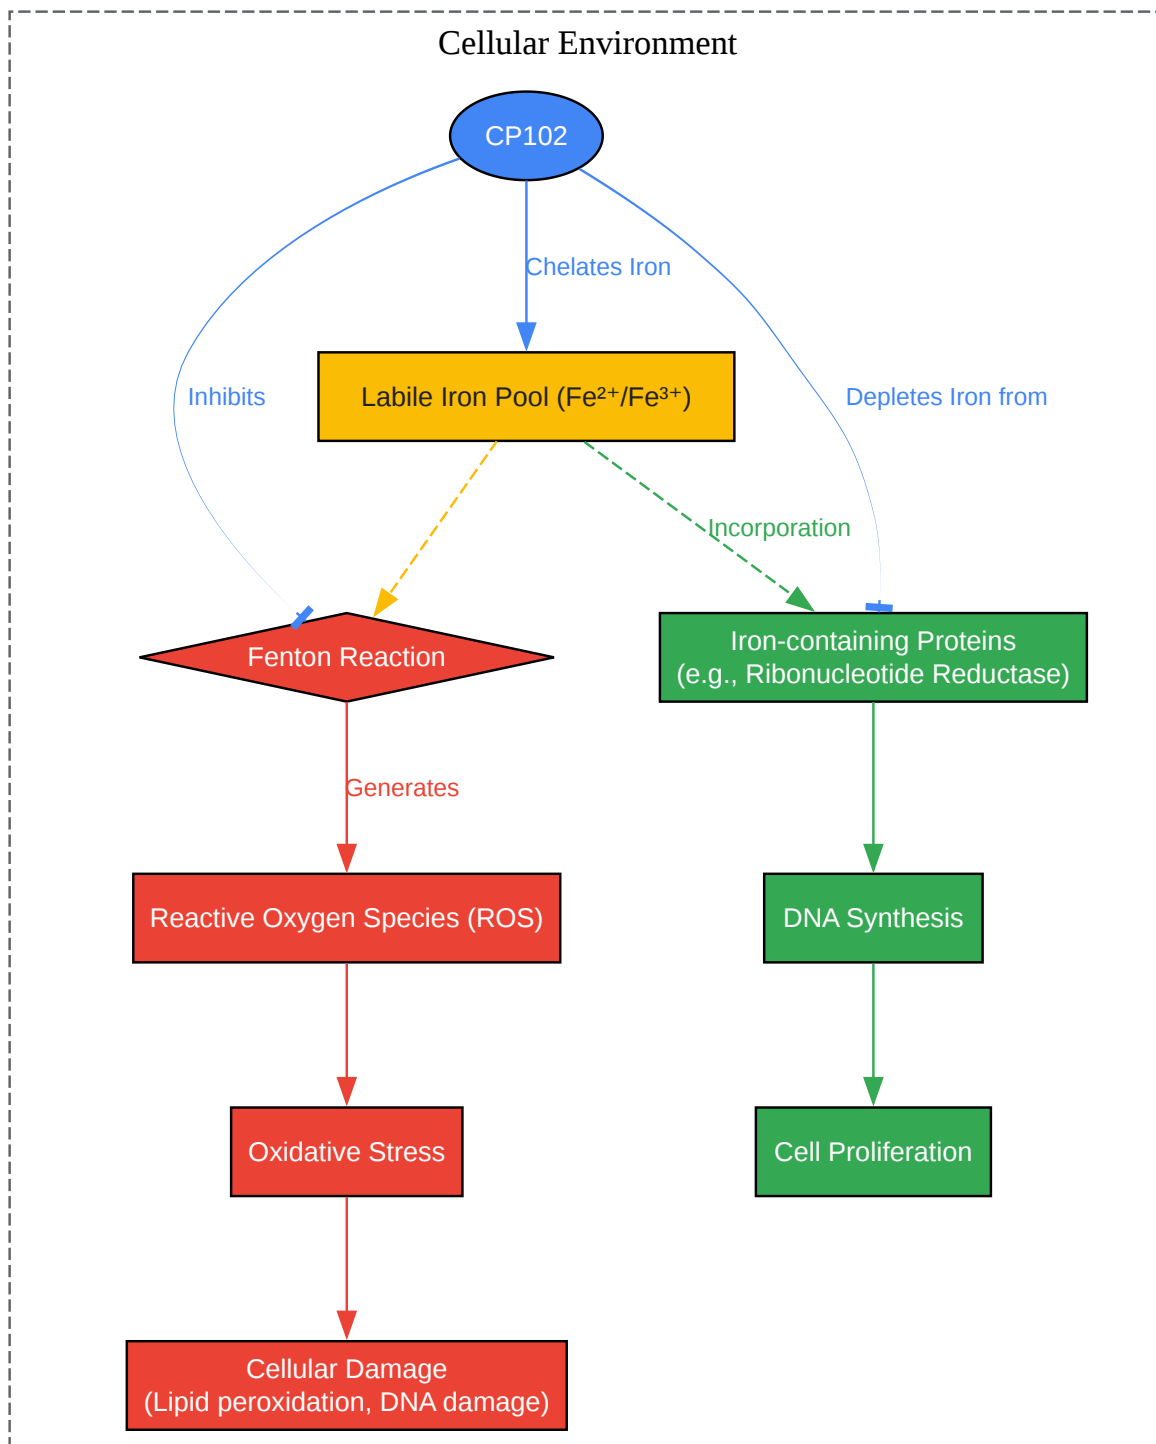 Cellular Environment
CP102
Chelates Iron
Labile Iron Pool (Fe²⁺/Fe³⁺)
Inhibits
Depletes Iron from
Incorporation
Fenton Reaction
Iron-containing Proteins
(e.g., Ribonucleotide Reductase)
Generates
Reactive Oxygen Species (ROS)
DNA Synthesis
Oxidative Stress
Cell Proliferation
Cellular Damage
(Lipid peroxidation, DNA damage)